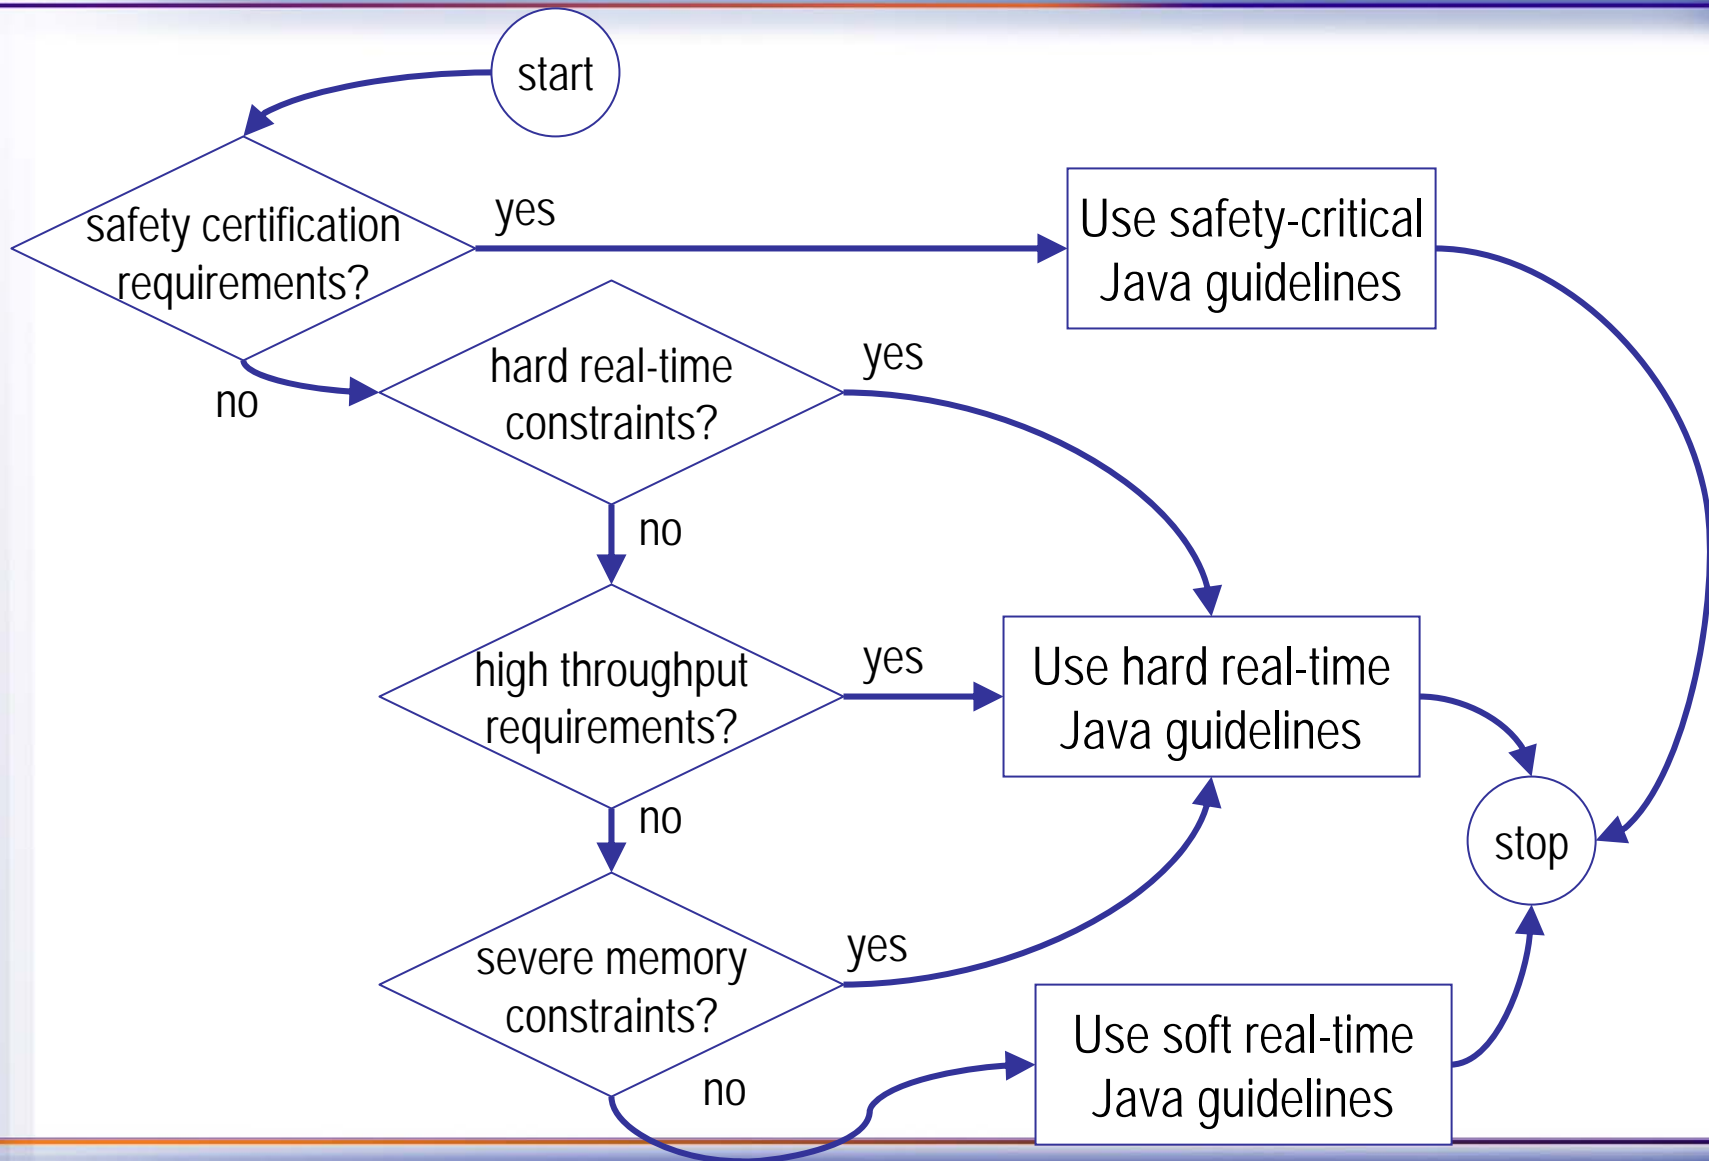 start
safety certification
requirements?
yes
Use safety-critical
Java guidelines
no
hard real-time
constraints?
yes
no
high throughput
requirements?
yes
Use hard real-time
Java guidelines
no
stop
severe memory
constraints?
yes
no
Use soft real-time
Java guidelines